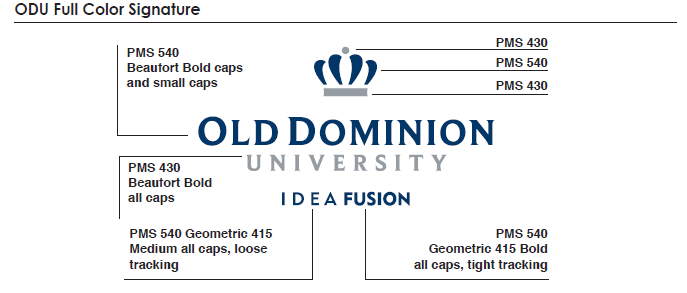 ODU Full Color Signature
PMS 540
Beaufort Bold caps
and small caps
PMS 430
PMS 540
PMS 430
OLD DOMINION
UNIVERSITY
IDEA FUSION
PMS 430
Beaufort Bold
all caps
PMS 540 Geometric 415
Medium all caps, loose
tracking
PMS 540
Geometric 415 Bold
all caps, tight tracking